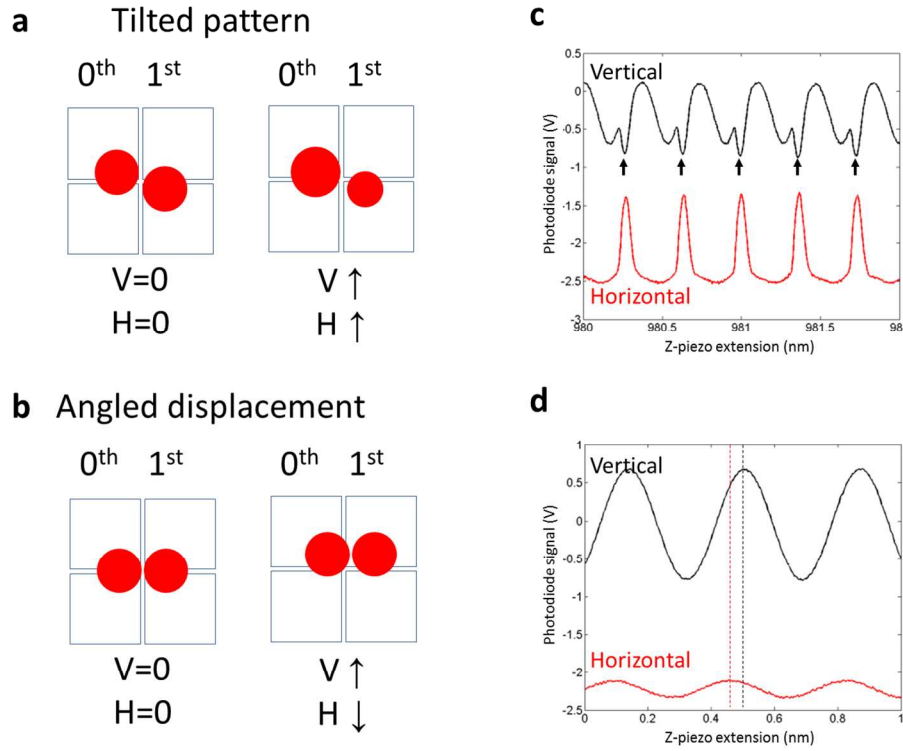 a
Tilted pattern
0th 1st
0th 1st
V=0
H=0
V ↑
H ↑
b Angled displacement
0th 1st
0th 1st
V=0
H=0
V ↑
H ↓
c
0.5
Vertical
0
-0.5
-1
-1.5
-2
-2.5
-3
Photodiode signal (V)
Horizontal
980 980.5 981 981.5 98
Z-piezo extension (nm)
d
1
Vertical
0.5
0
-0.5
-1
-1.5
-2
-2.5
Photodiode signal (V)
Horizontal
0 0.2 0.4 0.6 0.8 1
Z-piezo extension (nm)